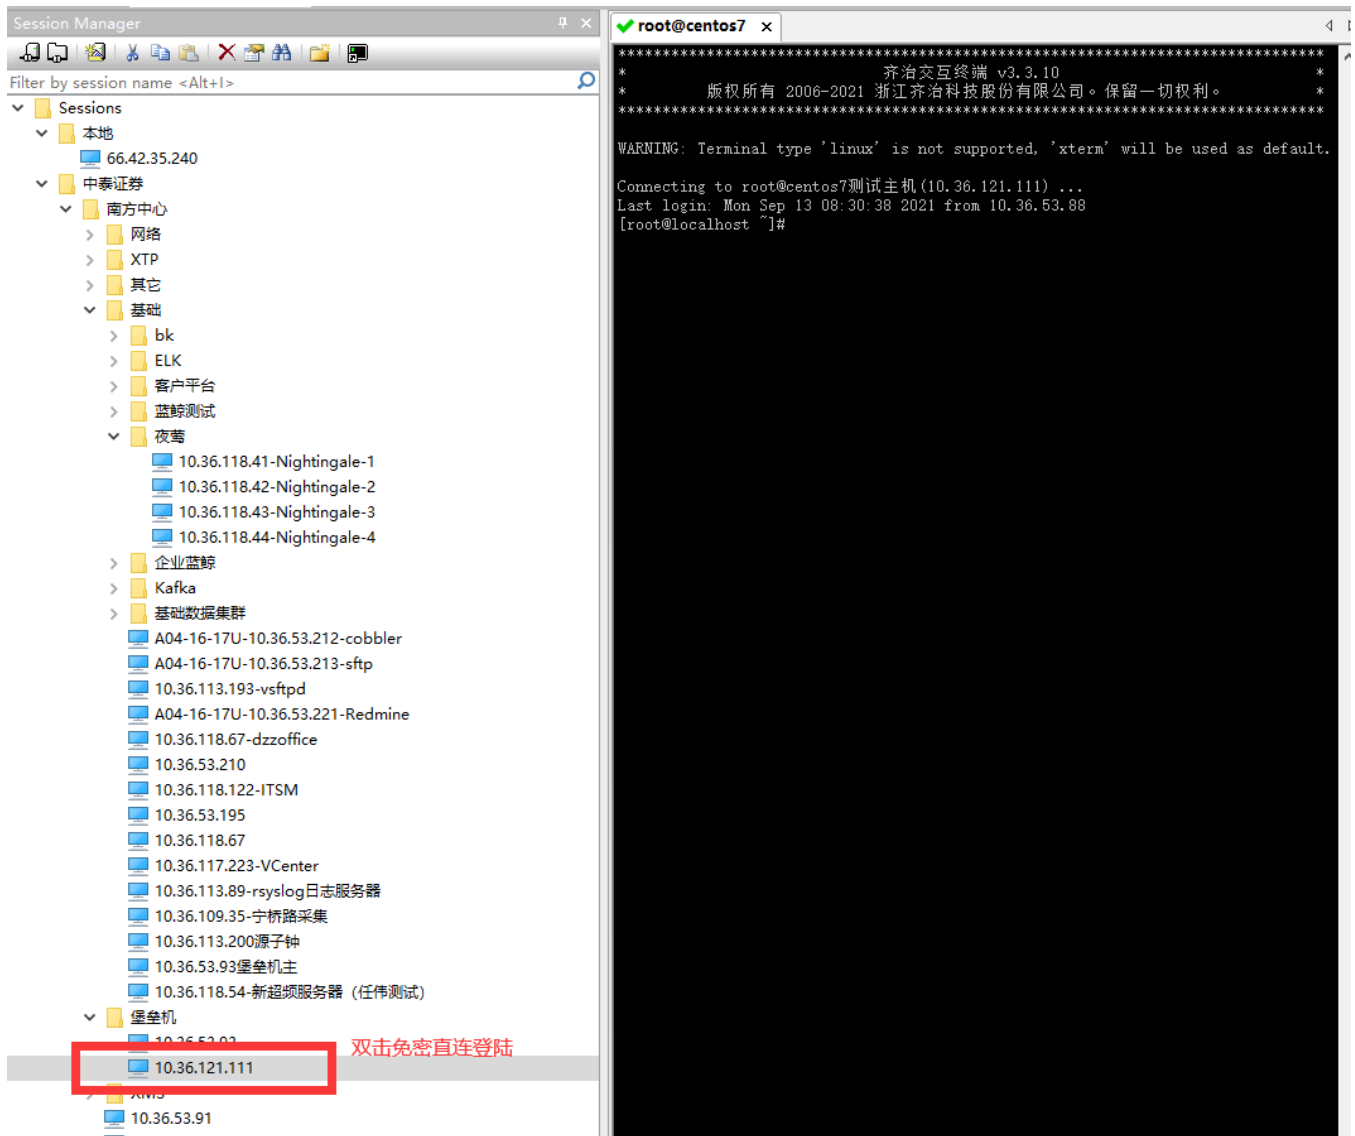 Session Manager
Filter by session name <Alt+I>
Sessions
本地
66.42.35.240
中泰证券
南方中心
网络
XTP
其它
基础
bk
ELK
客户平台
蓝鲸测试
夜莺
10.36.118.41-Nightingale-1
10.36.118.42-Nightingale-2
10.36.118.43-Nightingale-3
10.36.118.44-Nightingale-4
企业蓝鲸
Kafka
基础数据集群
A04-16-17U-10.36.53.212-cobbler
A04-16-17U-10.36.53.213-sftp
10.36.113.193-vsftpd
A04-16-17U-10.36.53.221-Redmine
10.36.118.67-dzzoffice
10.36.53.210
10.36.118.122-ITSM
10.36.53.195
10.36.118.67
10.36.117.223-VCenter
10.36.113.89-rsyslog日志服务器
10.36.109.35-宁桥路采集
10.36.113.200源子钟
10.36.53.93堡垒机主
10.36.118.54-新超频服务器（任伟测试）
堡垒机
双击免密直连登陆
10.36.121.111
10.36.53.91
root@centos7
********************************************************************************
* 齐治交互终端 v3.3.10 *
* 版权所有 2006-2021 浙江齐治科技股份有限公司。保留一切权利。 *
********************************************************************************
WARNING: Terminal type 'linux' is not supported, 'xterm' will be used as default.
Connecting to root@centos7测试主机(10.36.121.111) ...
Last login: Mon Sep 13 08:30:38 2021 from 10.36.53.88
[root@localhost ~]#